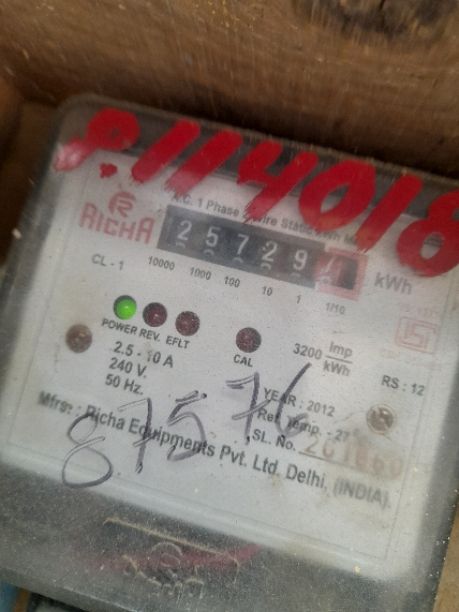 P.114018
A.C. 1 Phase 2 Wire Static kWh
RICHA
25729
kWh
CL - 1
10000 1000 100 10 1 1/10
POWER REV. EFLT
CAL
3200 imp/kWh
RS : 12
2.5 - 10 A
240 V.
50 Hz.
YEAR : 2012
Ref. Temp. - 27
SL. No.
87576
Mfrs. : Richa Equipments Pvt. Ltd. Delhi, (INDIA).